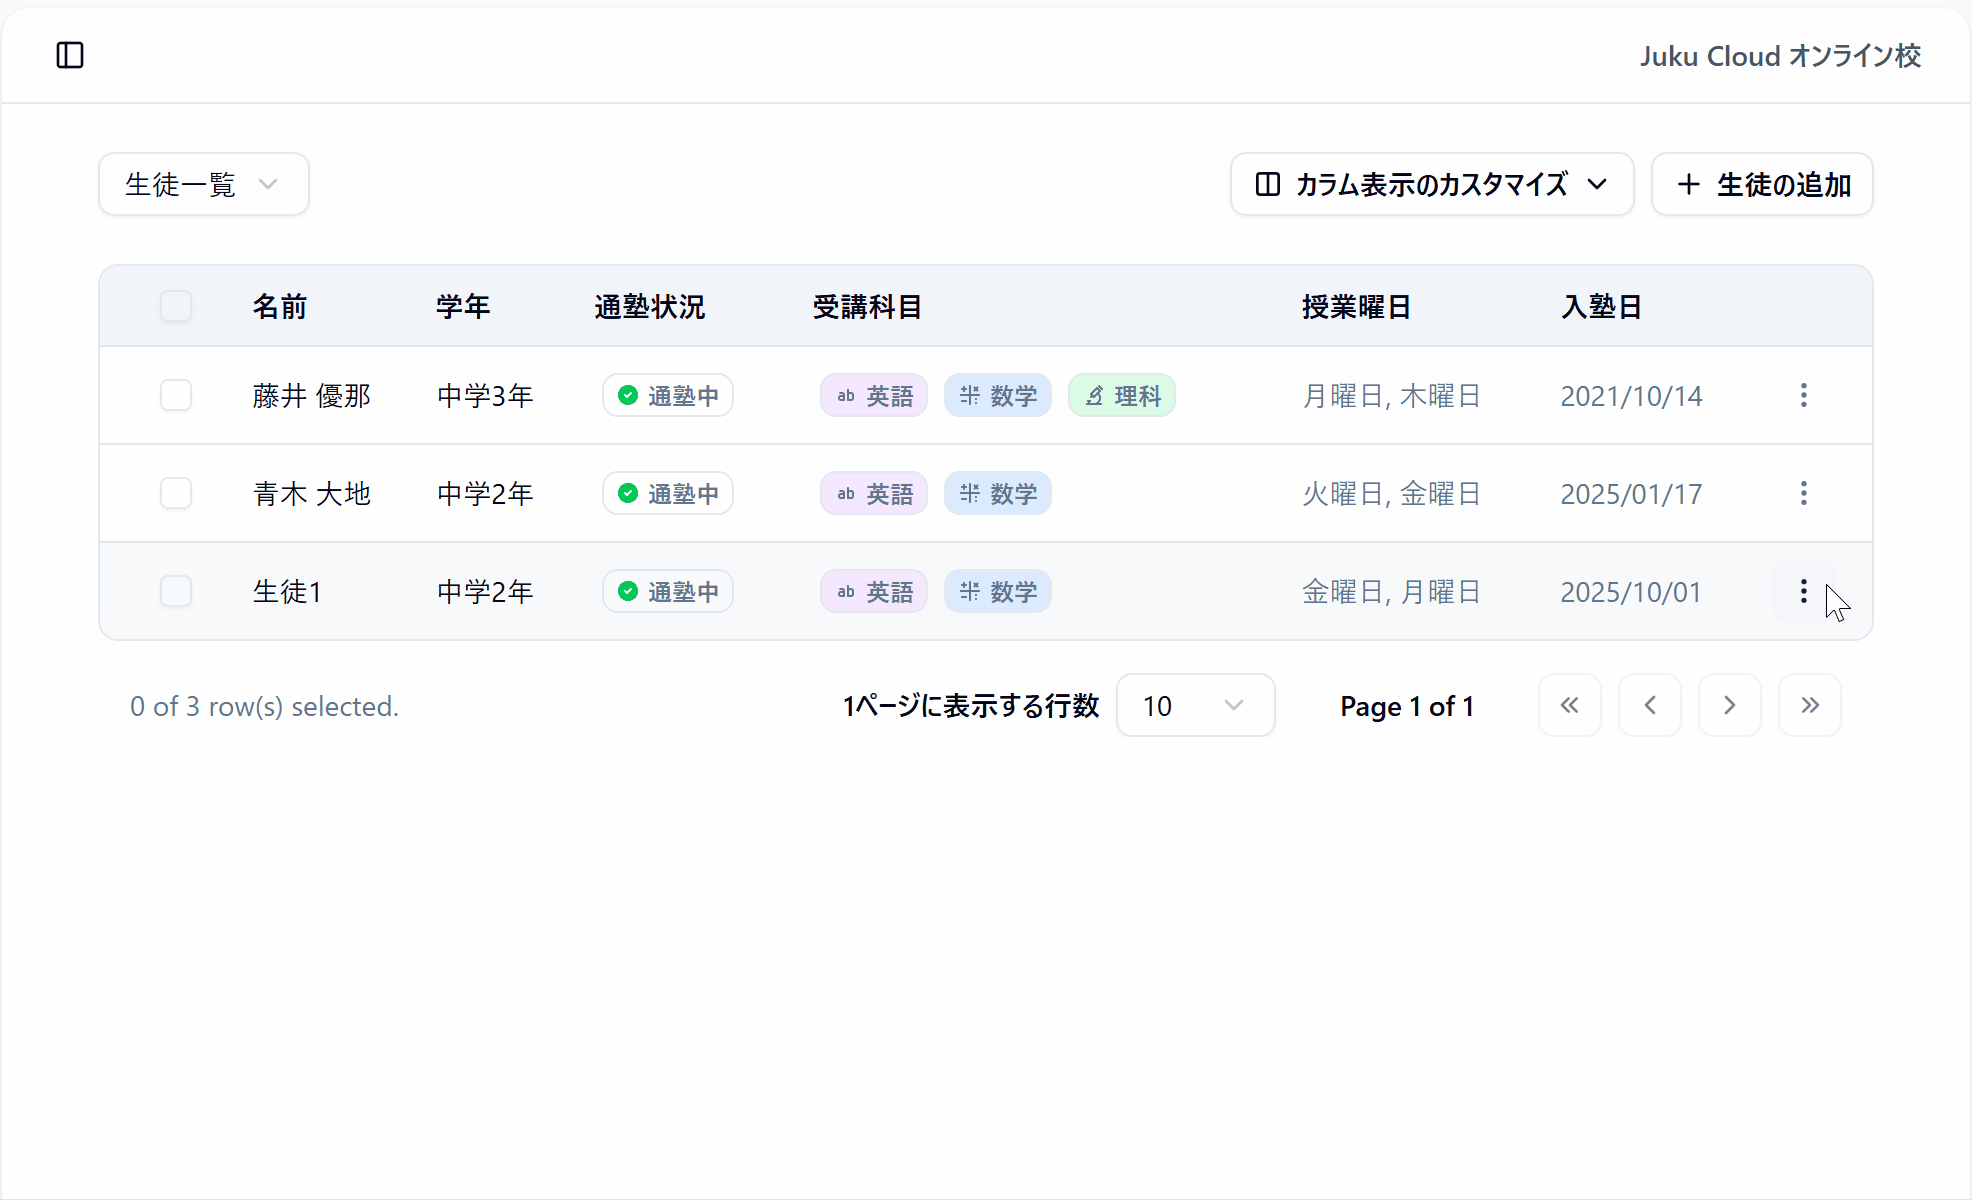 Juku Cloud オンライン校
生徒一覧 カラム表示のカスタマイズ 生徒の追加
名前 学年 通塾状況 受講科目 授業曜日 入塾日
藤井 優那 中学3年 通塾中 ab 英語 数学 理科 月曜日, 木曜日 2021/10/14
青木 大地 中学2年 通塾中 ab 英語 数学 火曜日, 金曜日 2025/01/17
生徒1 中学2年 通塾中 ab 英語 数学 金曜日, 月曜日 2025/10/01
0 of 3 row(s) selected. 1ページに表示する行数 10 Page 1 of 1